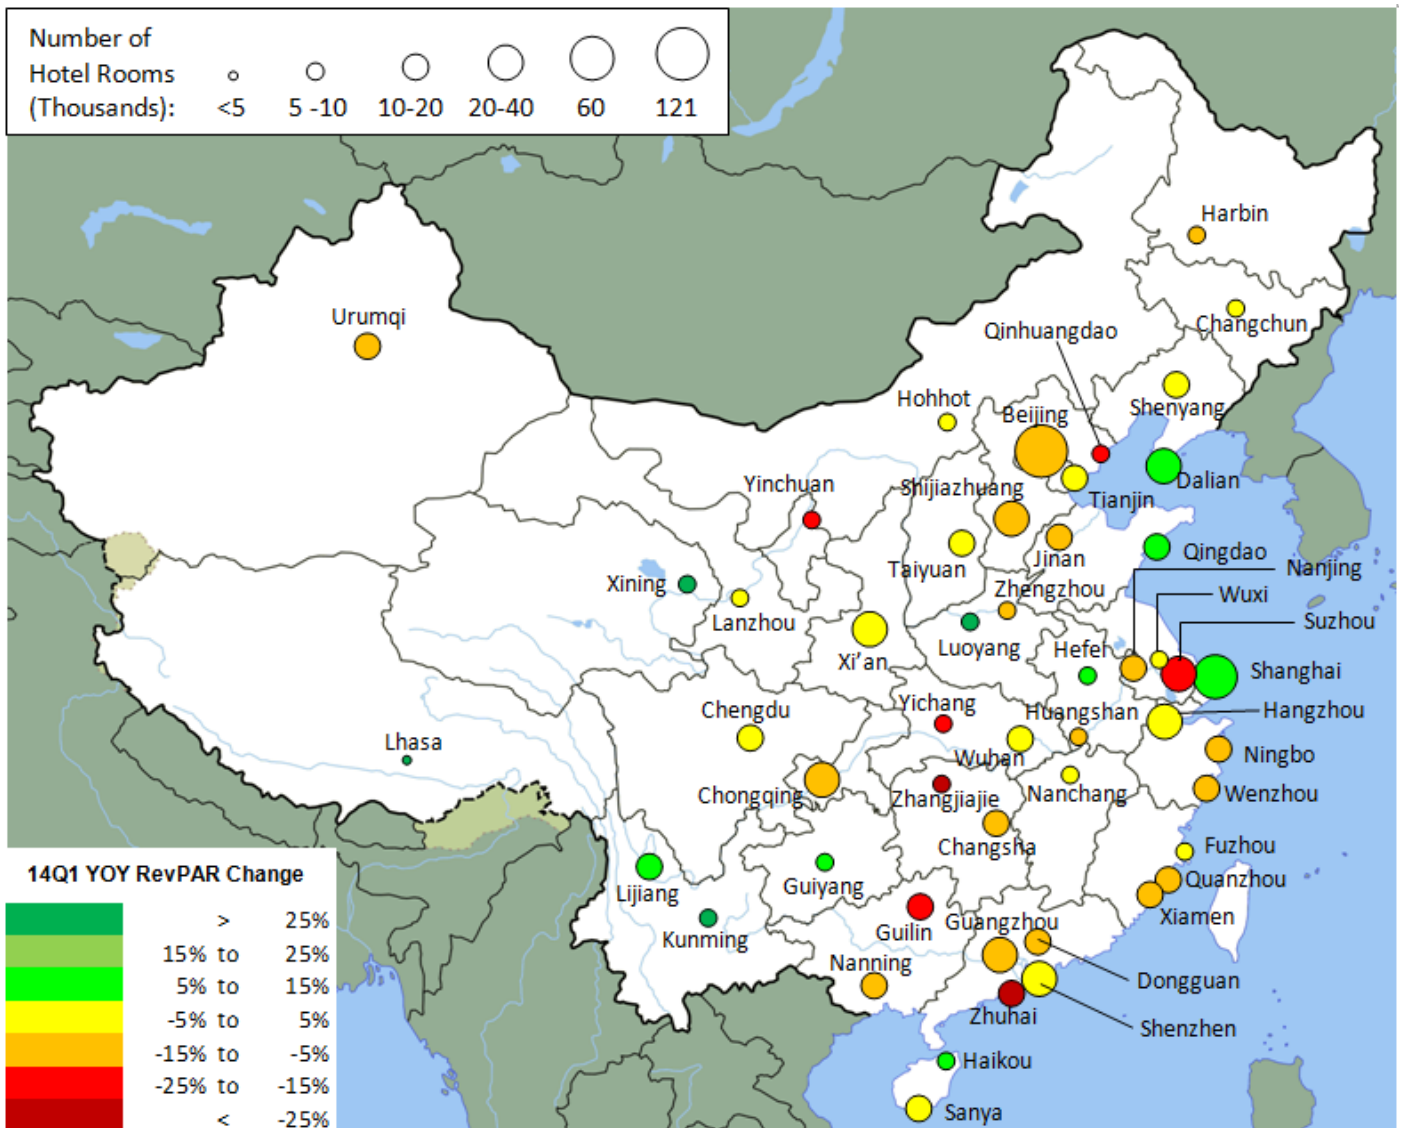 Number of
Hotel Rooms
(Thousands):
<5
5 -10
10-20
20-40
60
121
Harbin
Urumqi
Changchun
Qinhuangdao
Hohhot
Beijing
Shenyang
Yinchuan
Shijiazhuang
Tianjin
Dalian
Taiyuan
Jinan
Qingdao
Nanjing
Xining
Zhengzhou
Wuxi
Lanzhou
Suzhou
Xi’an
Luoyang
Hefei
Shanghai
Chengdu
Yichang
Huangshan
Hangzhou
Lhasa
Wuhan
Ningbo
Chongqing
Zhangjiajie
Nanchang
Wenzhou
Changsha
Fuzhou
Lijiang
Guiyang
Quanzhou
Xiamen
Kunming
Guilin
Guangzhou
Nanning
Dongguan
Zhuhai
Shenzhen
Haikou
Sanya
14Q1 YOY RevPAR Change
> 25%
15% to 25%
5% to 15%
-5% to 5%
-15% to -5%
-25% to -15%
< -25%